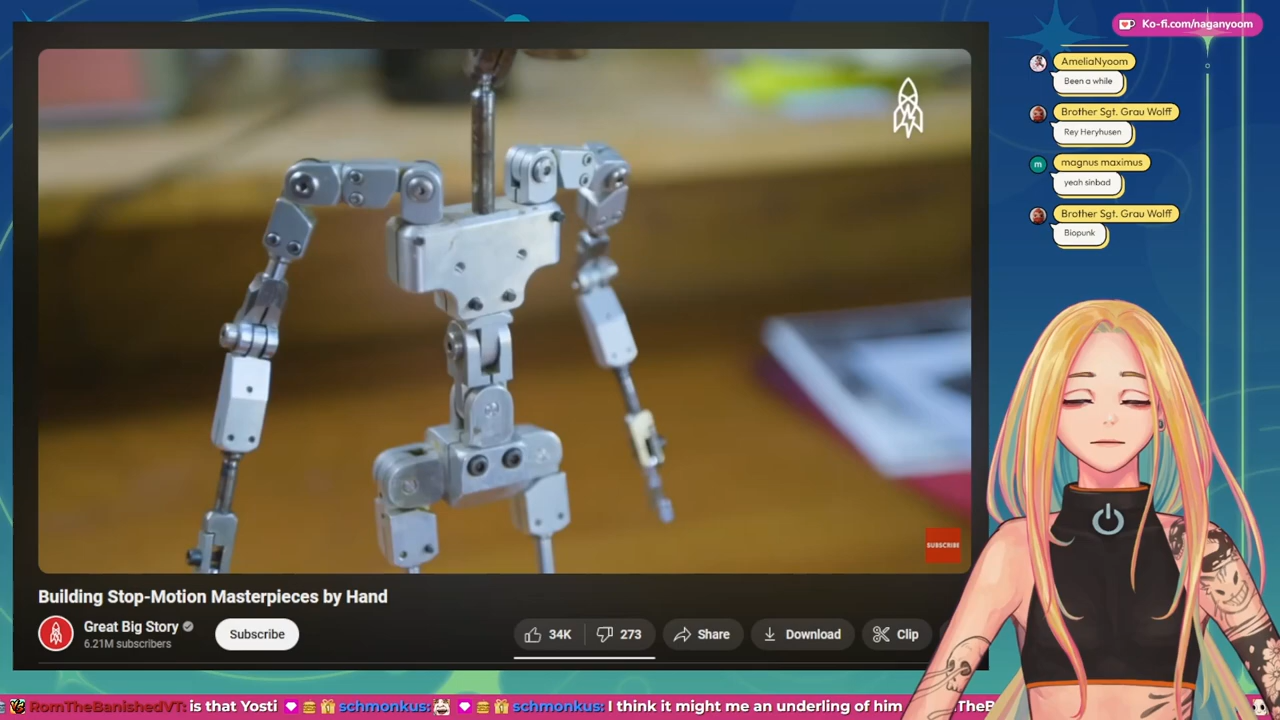 Ko-fi.com/naganyoom
AmeliaNyoom
Been a while
Brother Sgt. Grau Wolff
Rey Heryhusen
magnus maximus
m
yeah sinbad
Brother Sgt. Grau Wolff
Biopunk
SUBSCRIBE
Building Stop-Motion Masterpieces by Hand
Great Big Story
6.21M subscribers
Subscribe
34K
273
Share
Download
Clip
RomTheBanishedVT: is that Yosti schmonkus: schmonkus: I think it might me an underling of him